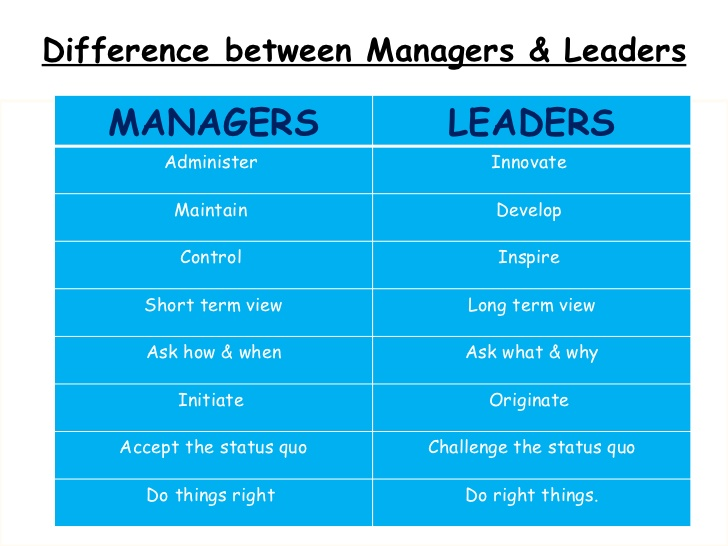 Difference between Managers & Leaders
MANAGERS LEADERS
Administer Innovate
Maintain Develop
Control Inspire
Short term view Long term view
Ask how & when Ask what & why
Initiate Originate
Accept the status quo Challenge the status quo
Do things right Do right things.